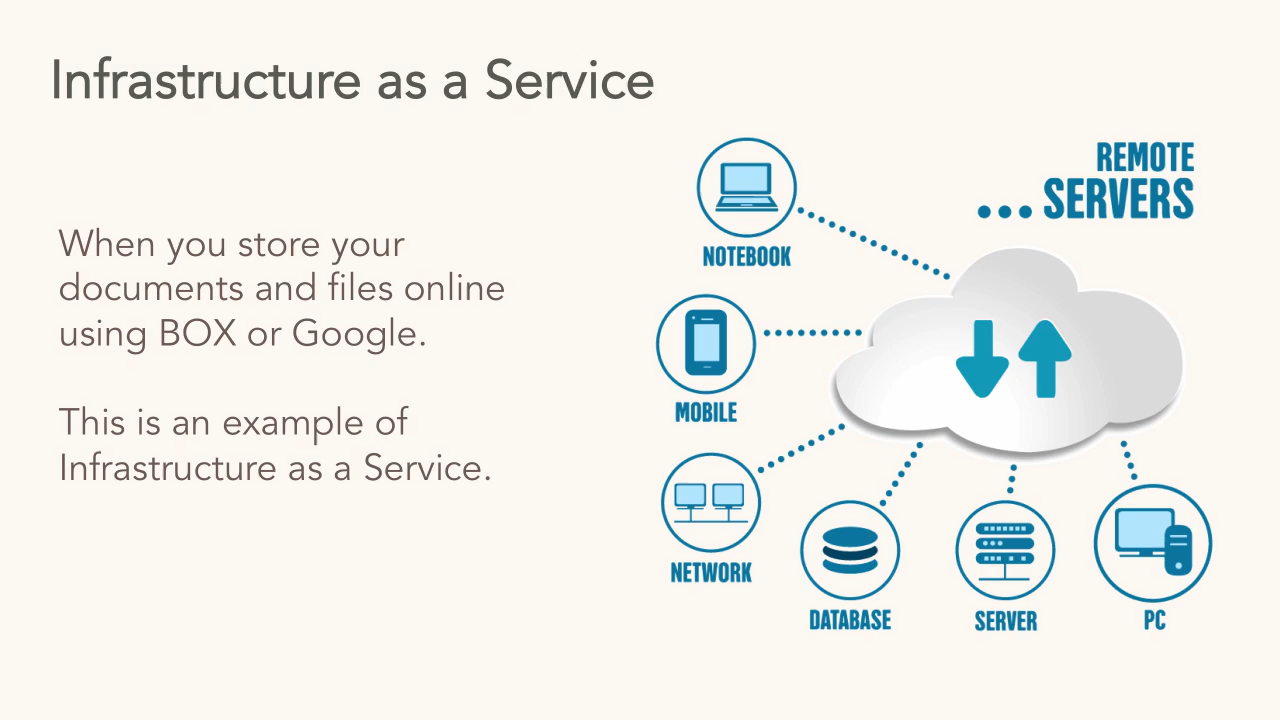 Infrastructure as a Service
When you store your
documents and files online
using BOX or Google.
This is an example of
Infrastructure as a Service.
REMOTE
... SERVERS
NOTEBOOK
MOBILE
NETWORK
DATABASE
SERVER
PC